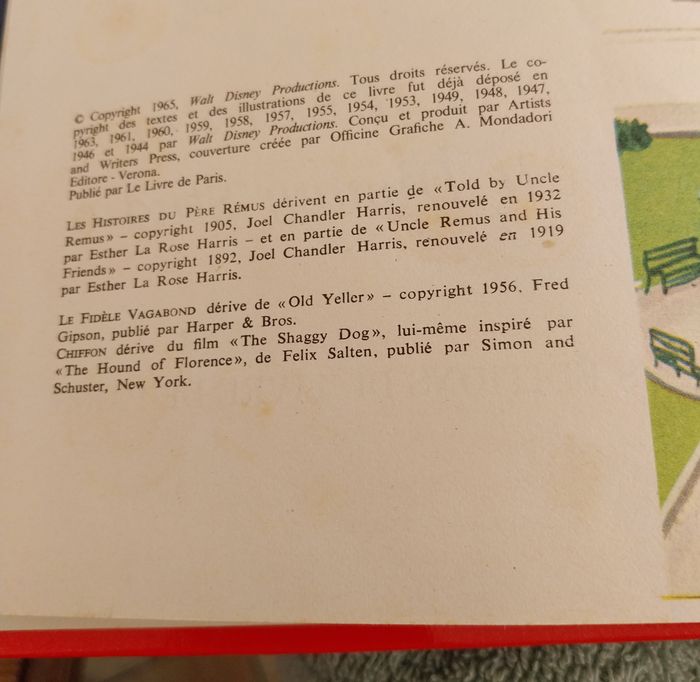 © Copyright 1965, Walt Disney Productions. Tous droits réservés. Le co-
pyright des textes et des illustrations de ce livre fut déjà déposé en
1963, 1961, 1960, 1959, 1958, 1957, 1955, 1954, 1953, 1949, 1948, 1947,
1946 et 1944 par Walt Disney Productions. Conçu et produit par Artists
and Writers Press, couverture créée par Officine Grafiche A. Mondadori
Editore - Verona.
Publié par Le Livre de Paris.
LES HISTOIRES DU PÈRE RÉMUS dérivent en partie de «Told by Uncle
Remus» – copyright 1905, Joel Chandler Harris, renouvelé en 1932
par Esther La Rose Harris – et en partie de «Uncle Remus and His
Friends» – copyright 1892, Joel Chandler Harris, renouvelé en 1919
par Esther La Rose Harris.
LE FIDÈLE VAGABOND dérive de «Old Yeller» – copyright 1956, Fred
Gipson, publié par Harper & Bros.
CHIFFON dérive du film «The Shaggy Dog», lui-même inspiré par
«The Hound of Florence», de Felix Salten, publié par Simon and
Schuster, New York.